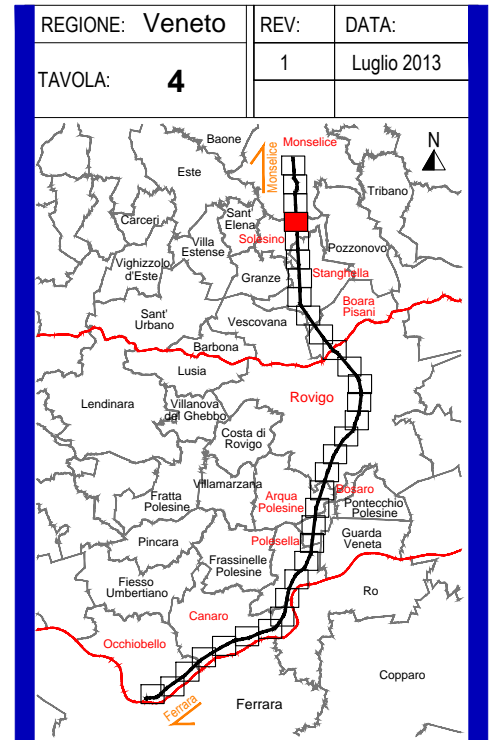 REGIONE: Veneto
REV:
DATA:
TAVOLA: 4
1
Luglio 2013
Baone
Monselice
N
Monselice
Este
Tribano
Carceri
Sant'
Elena
Solesino
Villa
Estense
Pozzonovo
Vighizzolo
d'Este
Granze
Stanghella
Boara
Pisani
Sant'
Urbano
Vescovana
Barbona
Lusia
Rovigo
Lendinara
Villanova
del Ghebbo
Costa di
Rovigo
Villamarzana
Fratta
Polesine
Arqua
Polesine
Bosaro
Pontecchio
Polesine
Pincara
Polesella
Guarda
Veneta
Frassinelle
Polesine
Fiesso
Umbertiano
Ro
Canaro
Occhiobello
Copparo
Ferrara
Ferrara